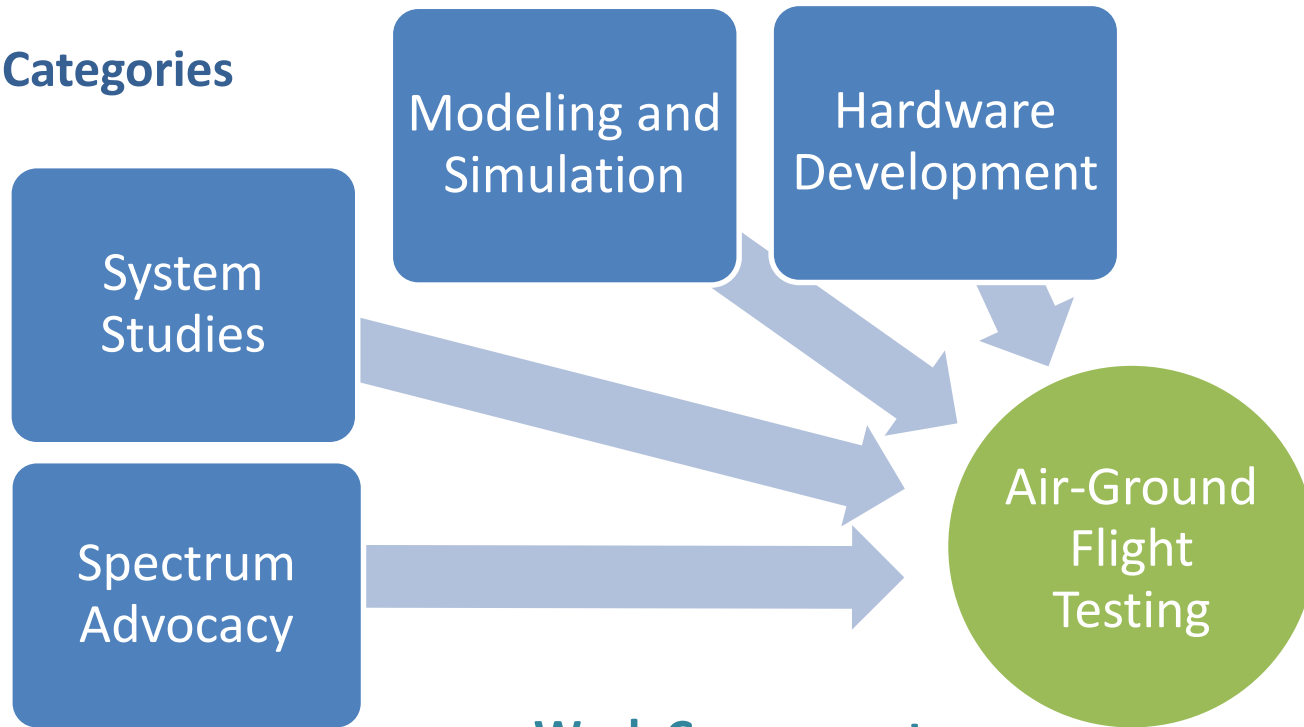 Categories
Modeling and
Simulation
Hardware
Development
System
Studies
Spectrum
Advocacy
Air-Ground
Flight
Testing